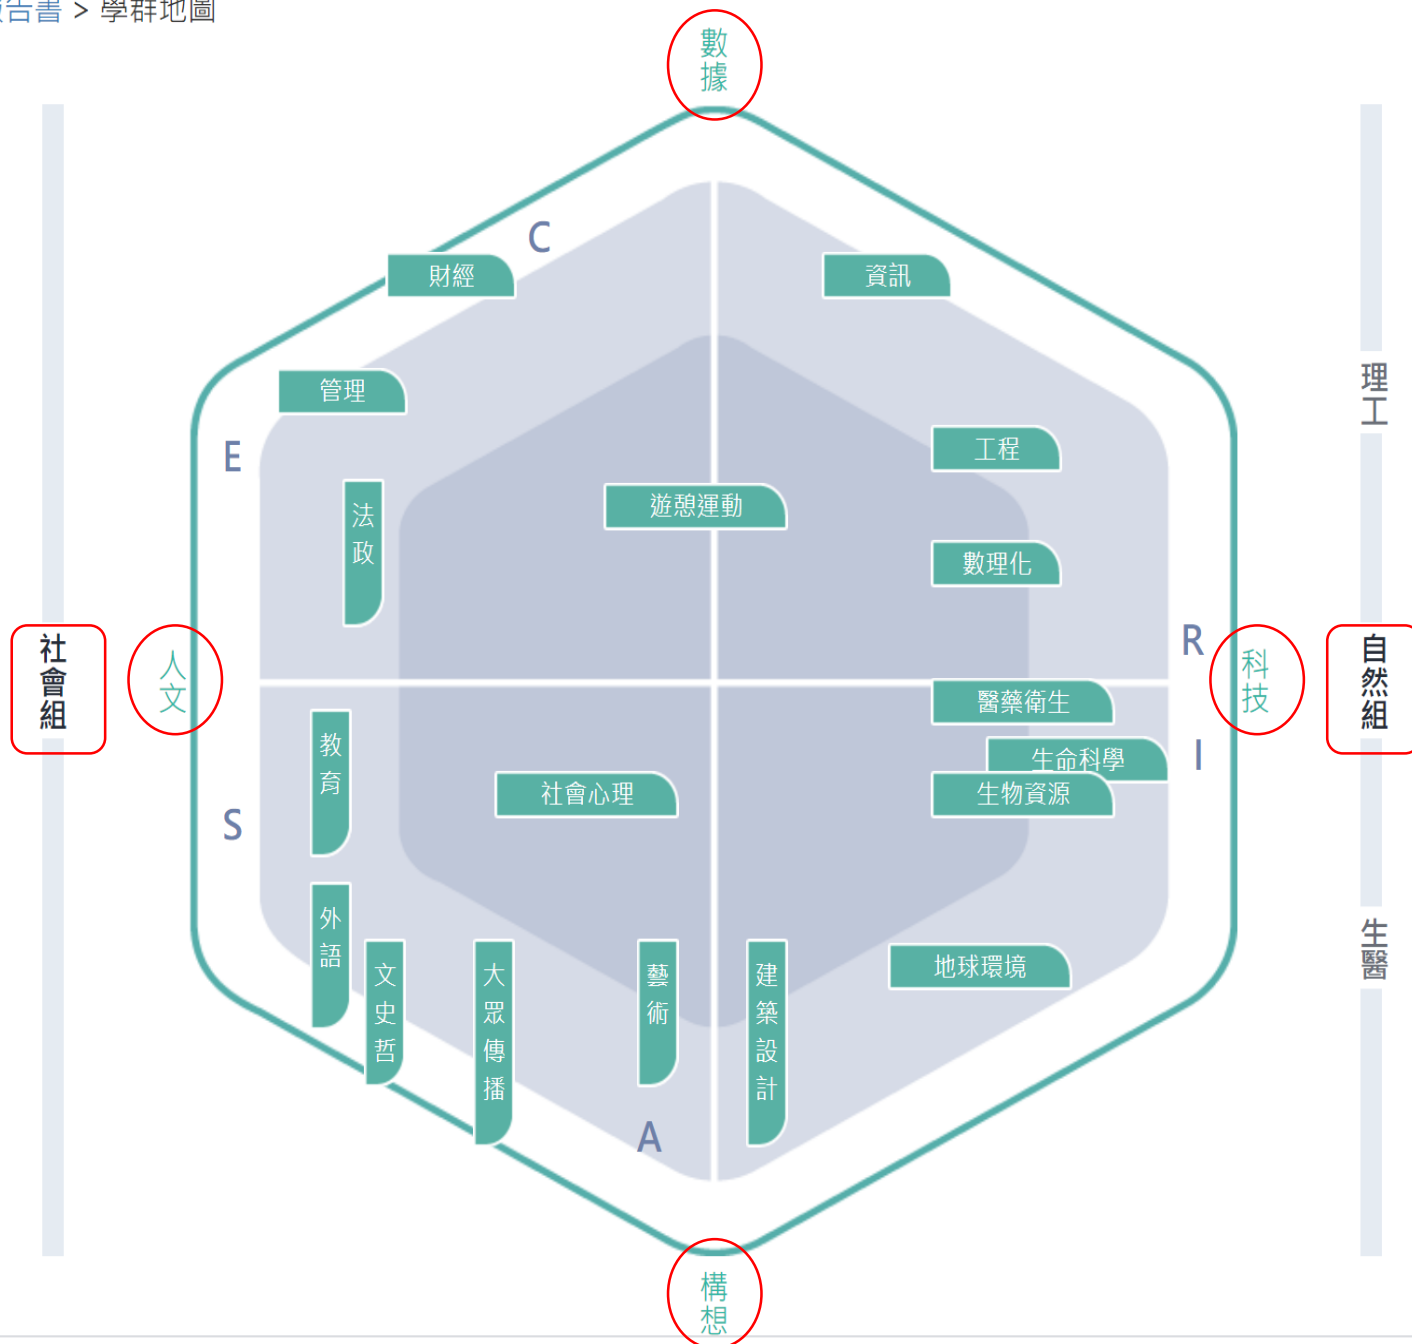 告書 > 學群地圖
數據
C
財經
資訊
管理
理工
E
工程
法政
遊憩運動
數理化
社會組
人文
R
科技
自然組
醫藥衛生
教育
I
生命科學
社會心理
生物資源
S
外語
生醫
文史哲
大眾傳播
藝術
建築設計
地球環境
A
構想